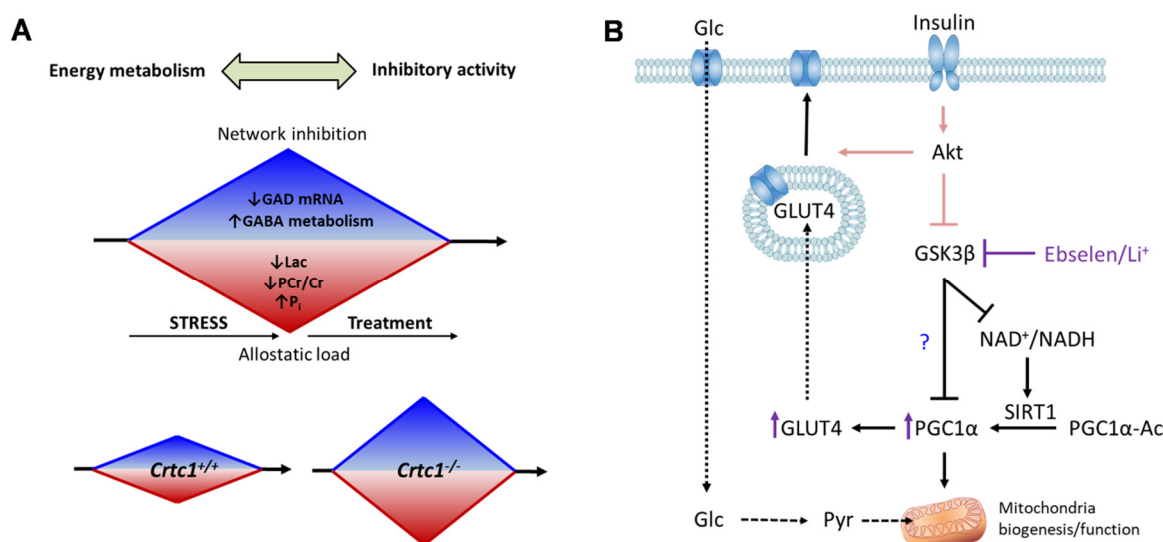 A
Energy metabolism
Inhibitory activity
Network inhibition
↓GAD mRNA
↑GABA metabolism
↓Lac
↓PCr/Cr
↑Pi
STRESS
Treatment
Allostatic load
Crtc1+/+
Crtc1-/-
B
Glc
Insulin
Akt
GLUT4
GSK3β
Ebselen/Li+
?
NAD+/NADH
SIRT1
↑GLUT4
↑PGC1α
PGC1α-Ac
Glc
Pyr
Mitochondria
biogenesis/function